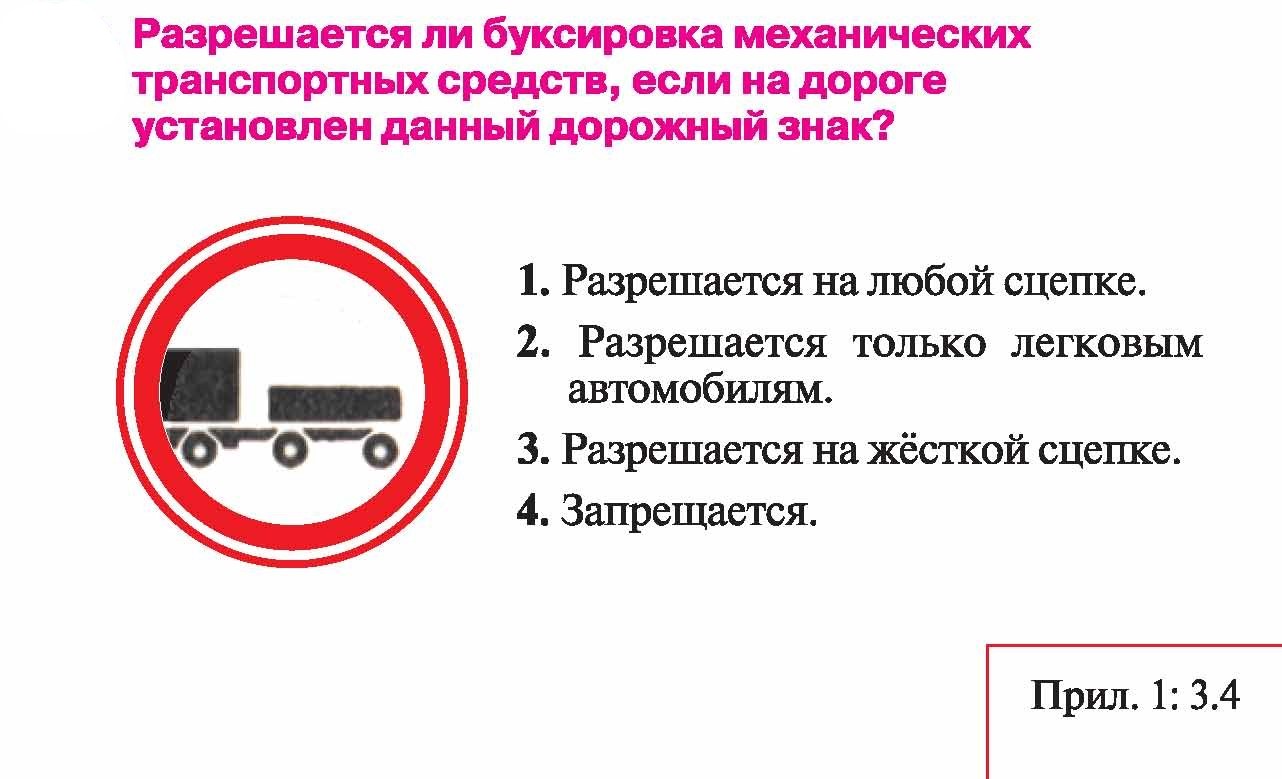 Разрешается ли буксировка механических
транспортных средств, если на дороге
установлен данный дорожный знак?
1. Разрешается на любой сцепке.
2. Разрешается только легковым
автомобилям.
3. Разрешается на жёсткой сцепке.
4. Запрещается.
Прил. 1: 3.4